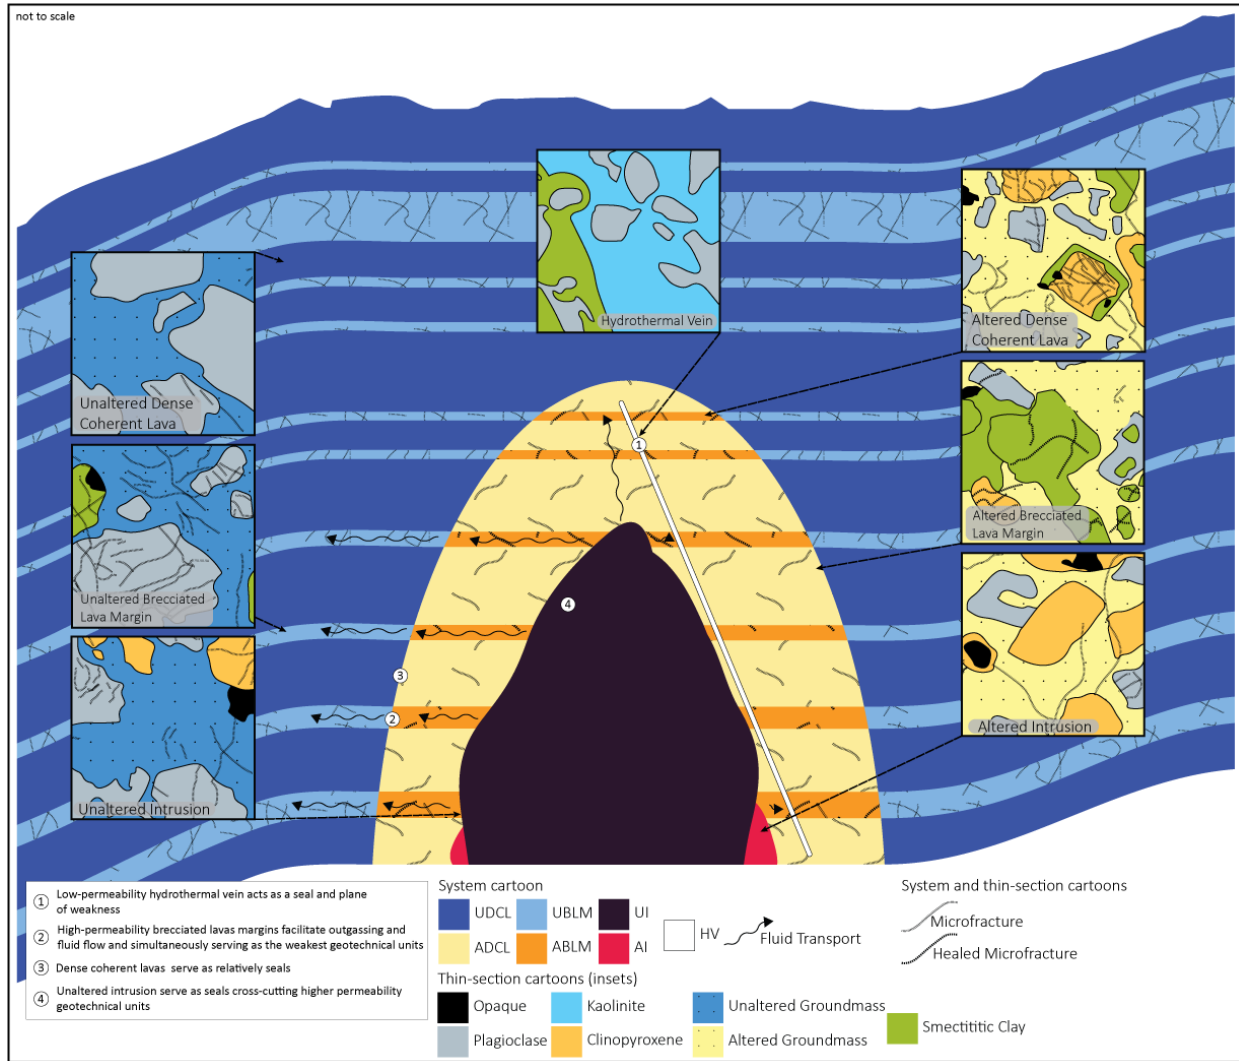 not to scale
Hydrothermal Vein
Unaltered Dense
Coherent Lava
Altered Dense
Coherent Lava
Unaltered Brecciated
Lava Margin
Altered Brecciated
Lava Margin
Unaltered Intrusion
Altered Intrusion
1
4
3
2
1 Low-permeability hydrothermal vein acts as a seal and plane
of weakness
2 High-permeability brecciated lavas margins facilitate outgassing and
fluid flow and simultaneously serving as the weakest geotechnical units
3 Dense coherent lavas serve as relatively seals
4 Unaltered intrusion serve as seals cross-cutting higher permeability
geotechnical units
System cartoon
UDCL UBLM UI
HV Fluid Transport
ADCL ABLM AI
System and thin-section cartoons
Microfracture
Healed Microfracture
Thin-section cartoons (insets)
Opaque Kaolinite Unaltered Groundmass
Plagioclase Clinopyroxene Altered Groundmass
Smectititic Clay